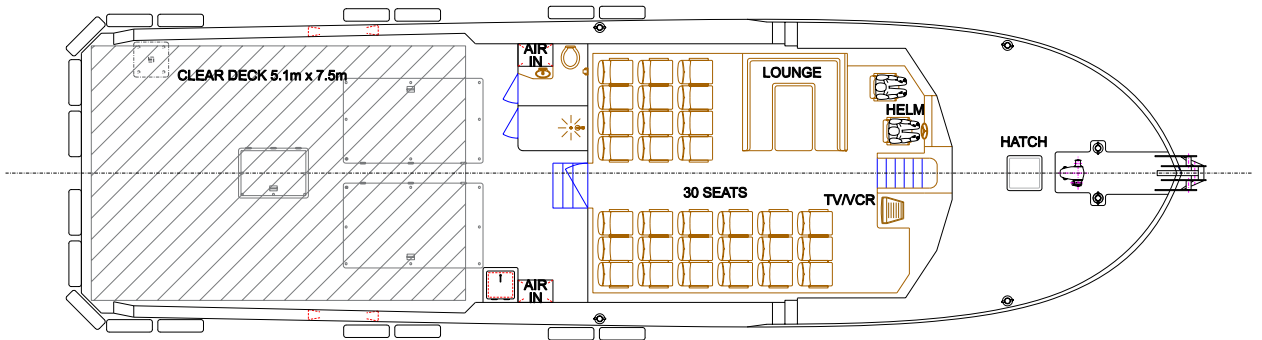 AIR
IN
CLEAR DECK 5.1m x 7.5m
LOUNGE
HELM
HATCH
30 SEATS
TV/VCR
AIR
IN